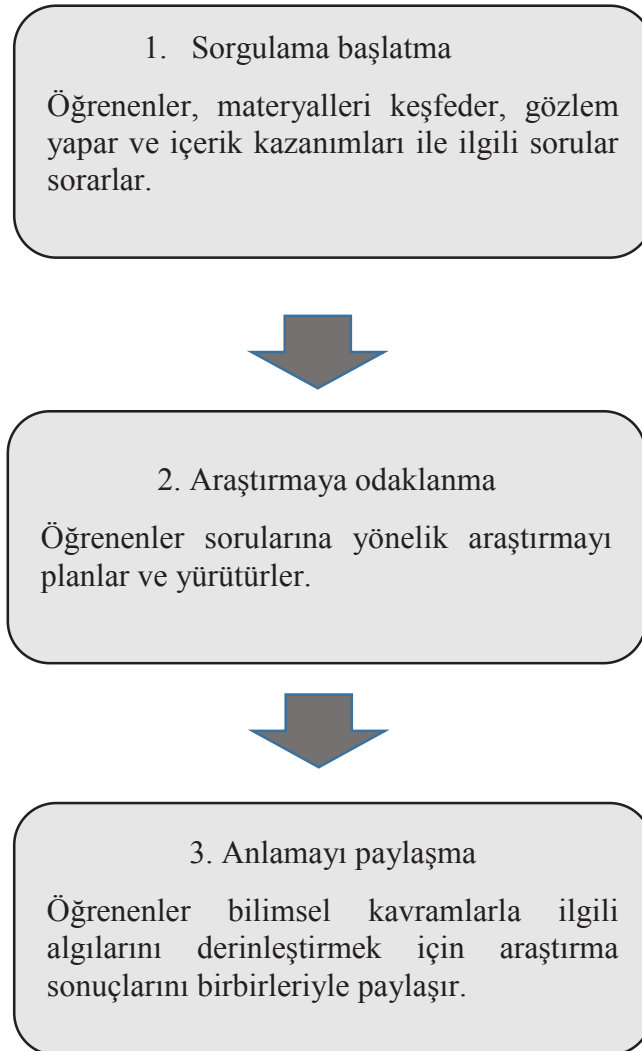 1. Sorgulama başlatma
Öğrenenler, materyalleri keşfeder, gözlem
yapar ve içerik kazanımları ile ilgili sorular
sorarlar.
2. Araştırmaya odaklanma
Öğrenenler sorularına yönelik araştırmayı
planlar ve yürütürler.
3. Anlamayı paylaşma
Öğrenenler bilimsel kavramlarla ilgili
algılarını derinleştirmek için araştırma
sonuçlarını birbirleriyle paylaşır.